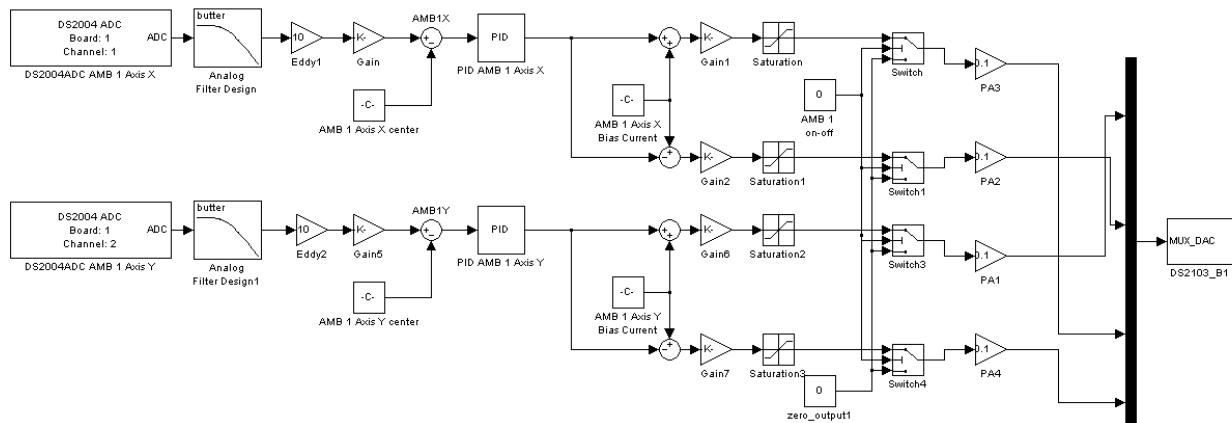 DS2004 ADC
Board: 1
Channel: 1
ADC
DS2004ADC AMB 1 Axis X
butter
Analog
Filter Design
10
Eddy1
K-
Gain
AMB1X
PID
PID AMB 1 Axis X
-C-
AMB 1 Axis X center
-C-
AMB 1 Axis X
Bias Current
K-
Gain1
Saturation
K-
Gain2
Saturation1
0
AMB 1
on-off
Switch
Switch1
0.1
PA3
0.1
PA2
DS2004 ADC
Board: 1
Channel: 2
ADC
DS2004ADC AMB 1 Axis Y
butter
Analog
Filter Design1
10
Eddy2
K-
Gain5
AMB1Y
PID
PID AMB 1 Axis Y
-C-
AMB 1 Axis Y center
-C-
AMB 1 Axis Y
Bias Current
K-
Gain6
Saturation2
K-
Gain7
Saturation3
0
zero_output1
Switch3
Switch4
0.1
PA1
0.1
PA4
MUX_DAC
DS2103_B1